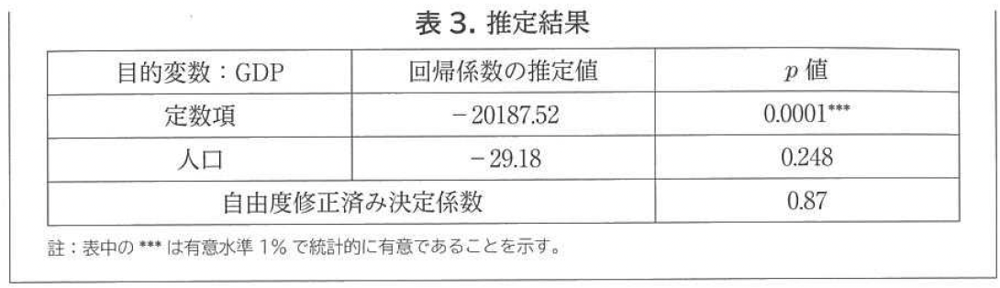 表 3. 推定結果
目的変数：GDP 回帰係数の推定値 p 値
定数項 －20187.52 0.0001***
人口 －29.18 0.248
自由度修正済み決定係数 0.87
註：表中の *** は有意水準 1% で統計的に有意であることを示す。